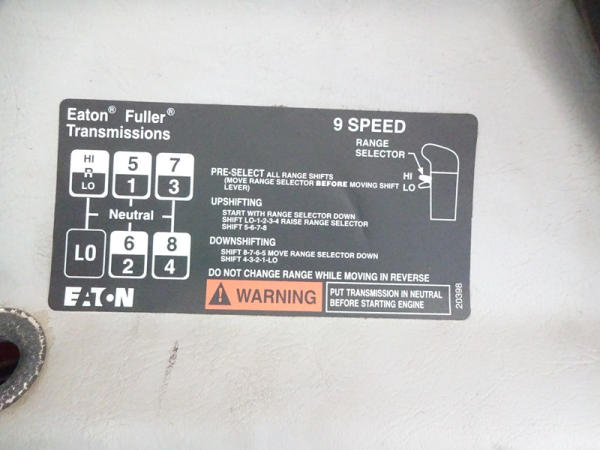 Eaton® Fuller®
Transmissions
9 SPEED
RANGE
SELECTOR
HI
LO
HI
R
LO
5
1
7
3
Neutral
LO
6
2
8
4
PRE-SELECT ALL RANGE SHIFTS
(MOVE RANGE SELECTOR BEFORE MOVING SHIFT
LEVER)
UPSHIFTING
START WITH RANGE SELECTOR DOWN
SHIFT LO-1-2-3-4 RAISE RANGE SELECTOR
SHIFT 5-6-7-8
DOWNSHIFTING
SHIFT 8-7-6-5 MOVE RANGE SELECTOR DOWN
SHIFT 4-3-2-1-LO
DO NOT CHANGE RANGE WHILE MOVING IN REVERSE
EATON
WARNING
PUT TRANSMISSION IN NEUTRAL
BEFORE STARTING ENGINE
20398